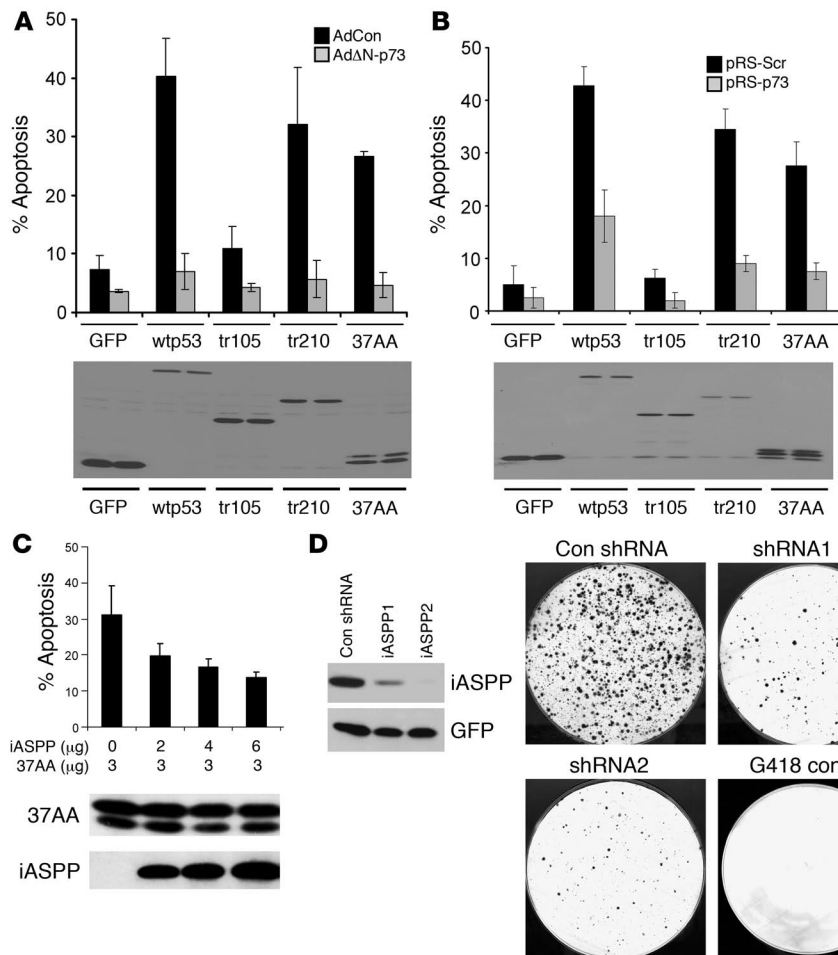 A
AdCon
AdΔN-p73
% Apoptosis
50
40
30
20
10
0
GFP wtp53 tr105 tr210 37AA
GFP wtp53 tr105 tr210 37AA
B
pRS-Scr
pRS-p73
% Apoptosis
50
40
30
20
10
0
GFP wtp53 tr105 tr210 37AA
GFP wtp53 tr105 tr210 37AA
C
% Apoptosis
50
40
30
20
10
0
iASPP (μg) 0 2 4 6
37AA (μg) 3 3 3 3
37AA
iASPP
D
Con shRNA
iASPP1
iASPP2
iASPP
GFP
Con shRNA
shRNA1
shRNA2
G418 con